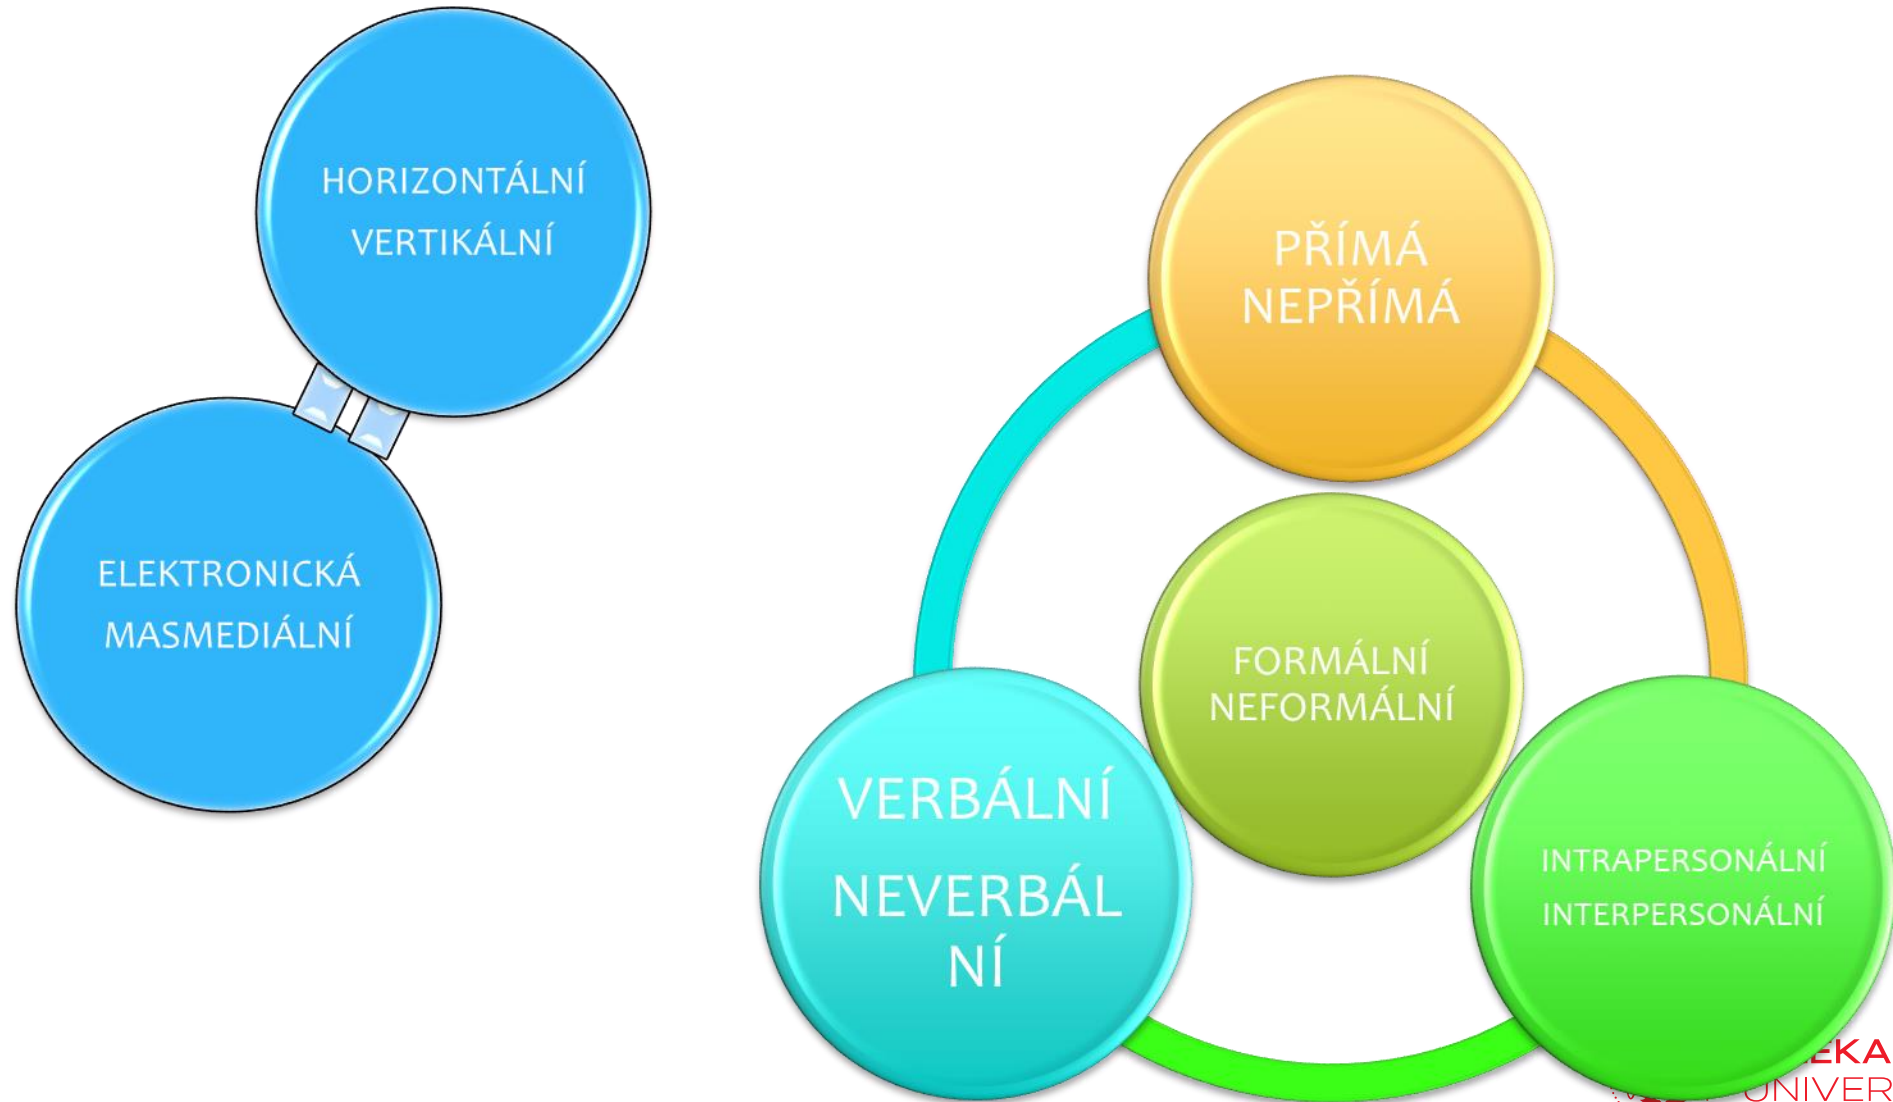 HORIZONTÁLNÍ
VERTIKÁLNÍ
ELEKTRONICKÁ
MASMEDIÁLNÍ
PŘÍMÁ
NEPŘÍMÁ
FORMÁLNÍ
NEFORMÁLNÍ
VERBÁLNÍ
NEVERBÁL
NÍ
INTRAPERSONÁLNÍ
INTERPERSONÁLNÍ